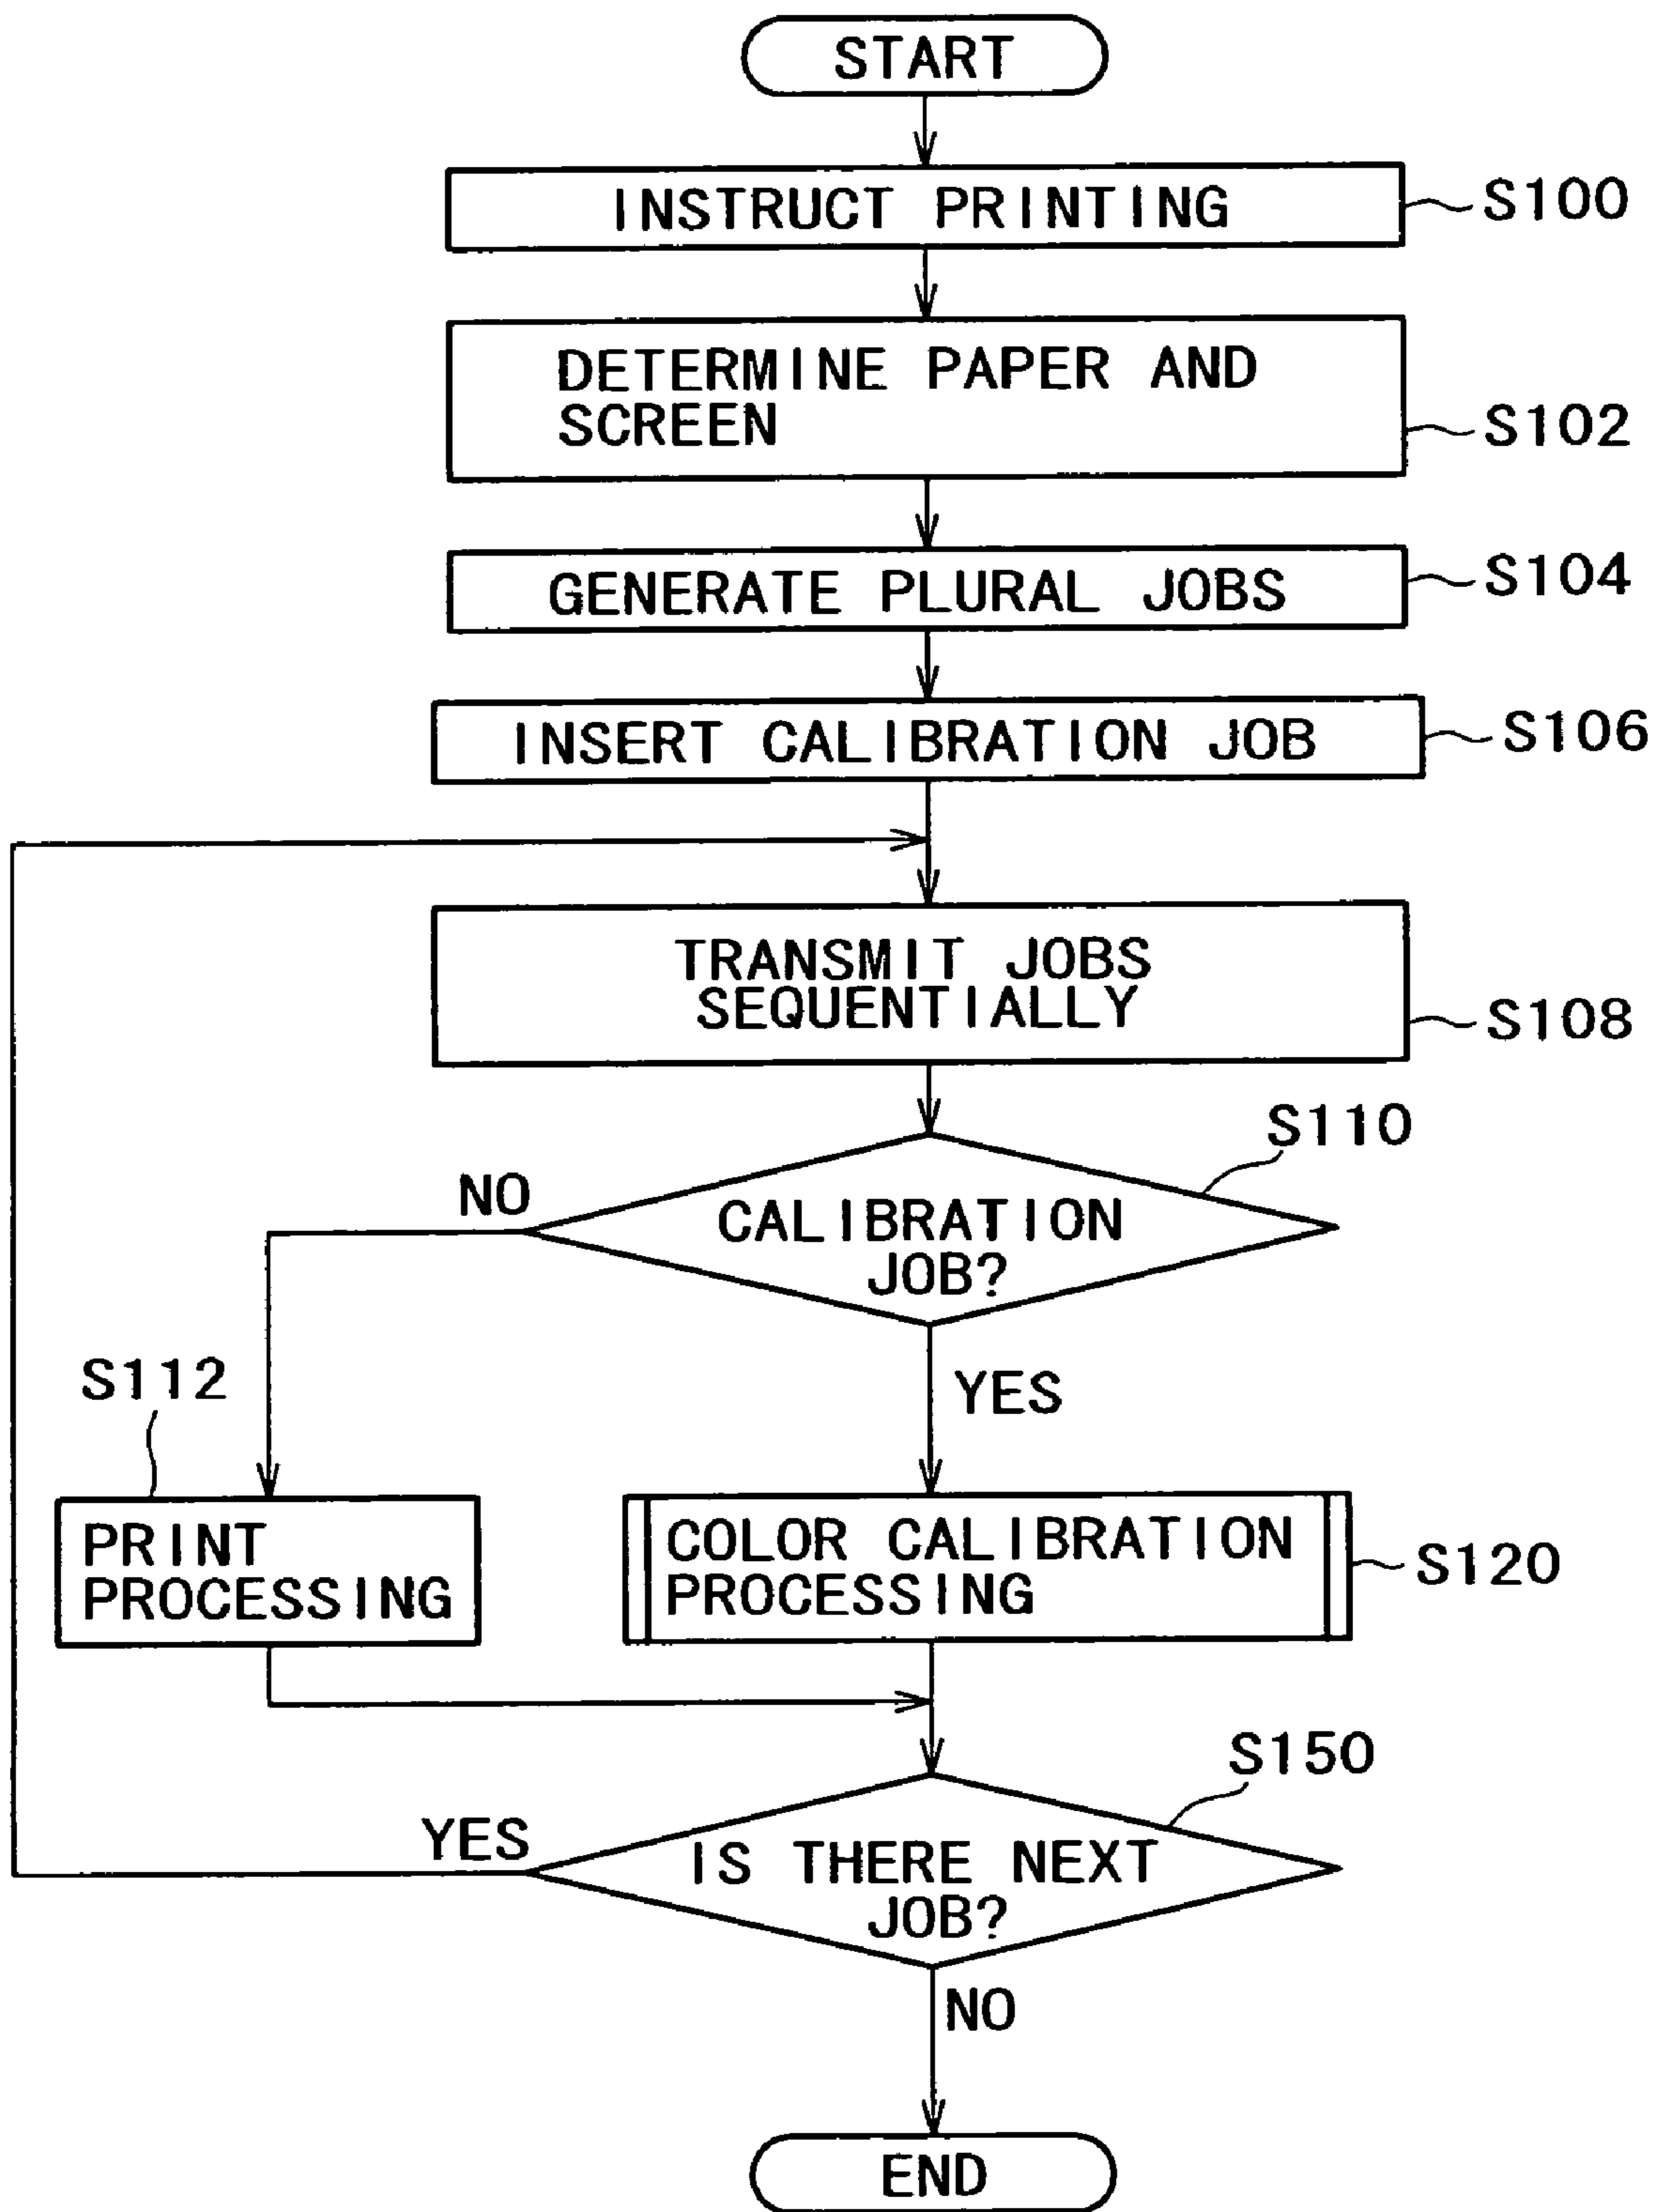 START
INSTRUCT PRINTING
S100
DETERMINE PAPER AND
SCREEN
S102
GENERATE PLURAL JOBS
S104
INSERT CALIBRATION JOB
S106
TRANSMIT JOBS
SEQUENTIALLY
S108
S110
NO
CALIBRATION
JOB?
YES
S112
PRINT
PROCESSING
COLOR CALIBRATION
PROCESSING
S120
S150
YES
IS THERE NEXT
JOB?
NO
END